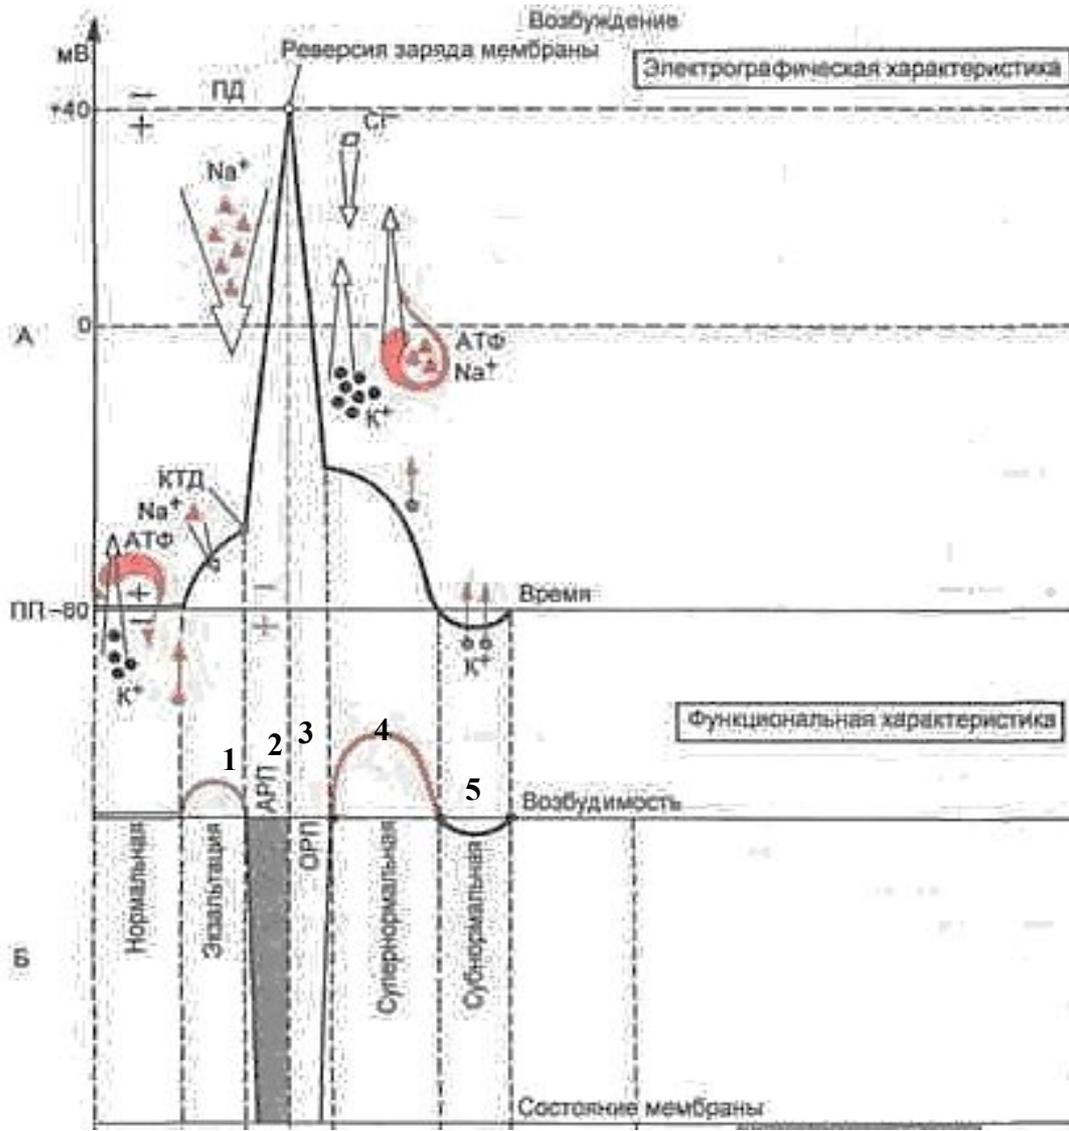 Возбуждение
мВ
Реверсия заряда мембраны
Электрографическая характеристика
ПД
+40
−
+
Cl⁻
Na⁺
А
0
АТФ
Na⁺
K⁺
КТД
Na⁺
АТФ
+
−
−
+
ПП −80
Время
K⁺
K⁺
Функциональная характеристика
1
2
3
4
5
АРП
Возбудимость
Нормальная
Экзальтация
ОРП
Супернормальная
Субнормальная
Б
Состояние мембраны